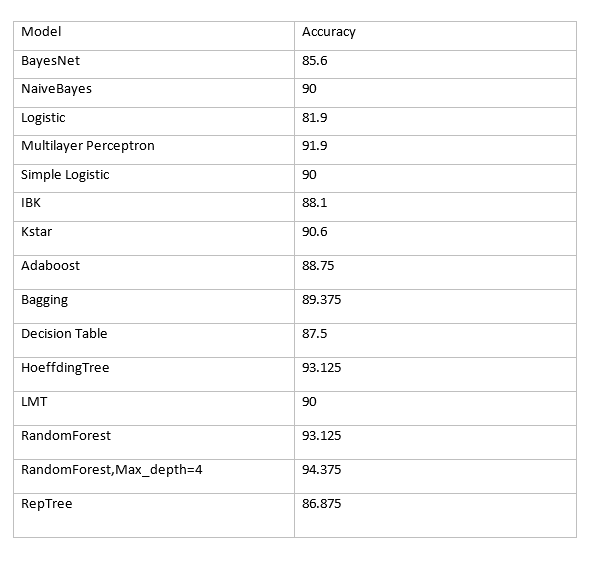 Model Accuracy
BayesNet 85.6
NaiveBayes 90
Logistic 81.9
Multilayer Perceptron 91.9
Simple Logistic 90
IBK 88.1
Kstar 90.6
Adaboost 88.75
Bagging 89.375
Decision Table 87.5
HoeffdingTree 93.125
LMT 90
RandomForest 93.125
RandomForest,Max_depth=4 94.375
RepTree 86.875